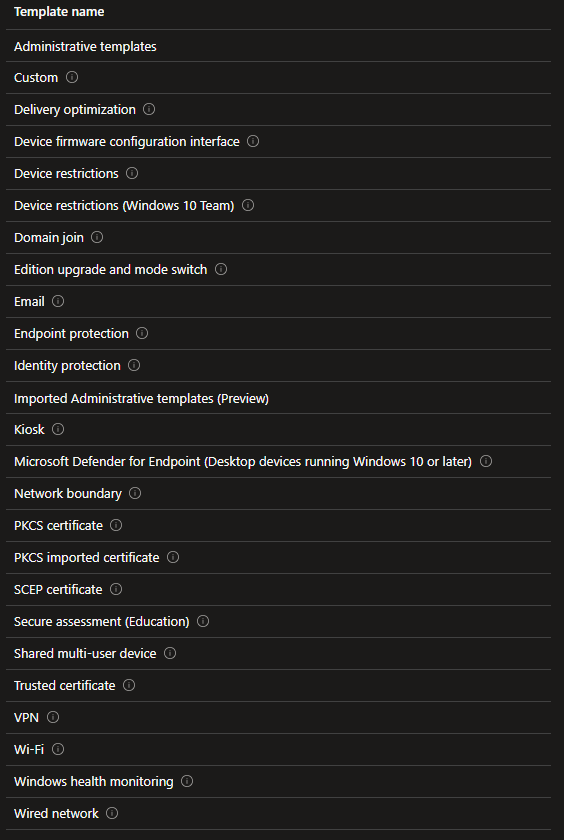 Template name
Administrative templates
Custom
Delivery optimization
Device firmware configuration interface
Device restrictions
Device restrictions (Windows 10 Team)
Domain join
Edition upgrade and mode switch
Email
Endpoint protection
Identity protection
Imported Administrative templates (Preview)
Kiosk
Microsoft Defender for Endpoint (Desktop devices running Windows 10 or later)
Network boundary
PKCS certificate
PKCS imported certificate
SCEP certificate
Secure assessment (Education)
Shared multi-user device
Trusted certificate
VPN
Wi-Fi
Windows health monitoring
Wired network